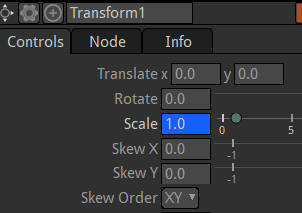 Transform1
Controls Node Info
Translate x 0.0 y 0.0
Rotate 0.0
Scale 1.0 0 5
Skew X 0.0 -1
Skew Y 0.0 -1
Skew Order XY